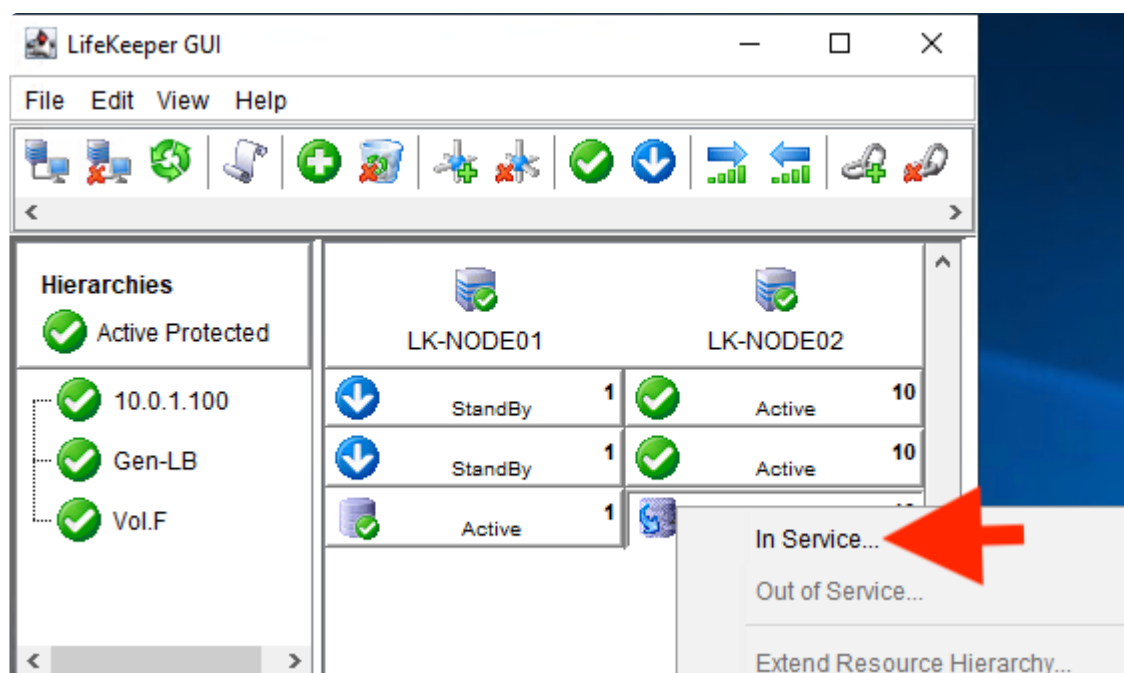 LifeKeeper GUI
File Edit View Help
Hierarchies
Active Protected
LK-NODE01 LK-NODE02
10.0.1.100 StandBy 1 Active 10
Gen-LB StandBy 1 Active 10
Vol.F Active 1
In Service...
Out of Service...
Extend Resource Hierarchy...